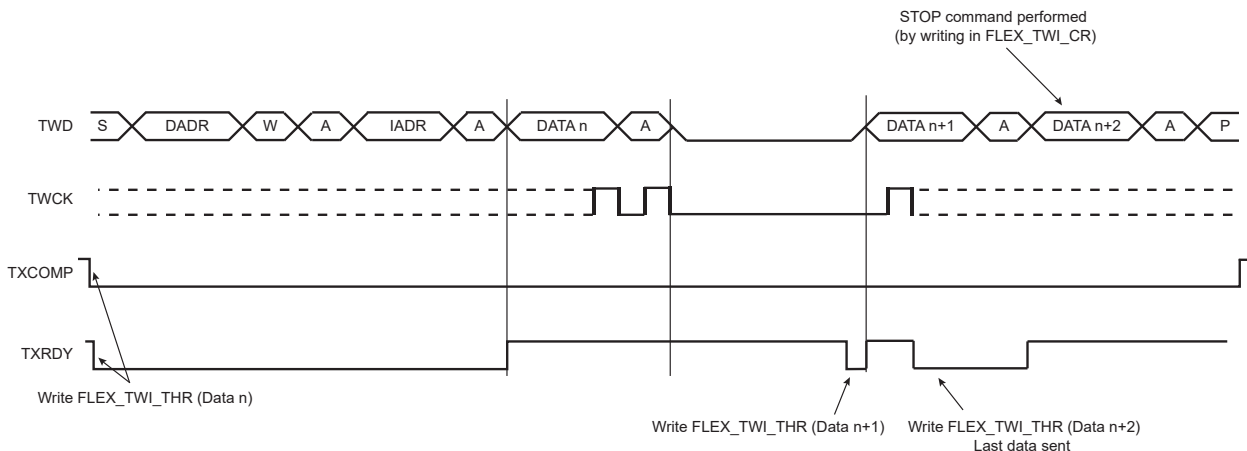 STOP command performed
(by writing in FLEX_TWI_CR)
TWD S DADR W A IADR A DATA n A DATA n+1 A DATA n+2 A P
TWCK
TXCOMP
TXRDY
Write FLEX_TWI_THR (Data n)
Write FLEX_TWI_THR (Data n+1) Write FLEX_TWI_THR (Data n+2)
Last data sent